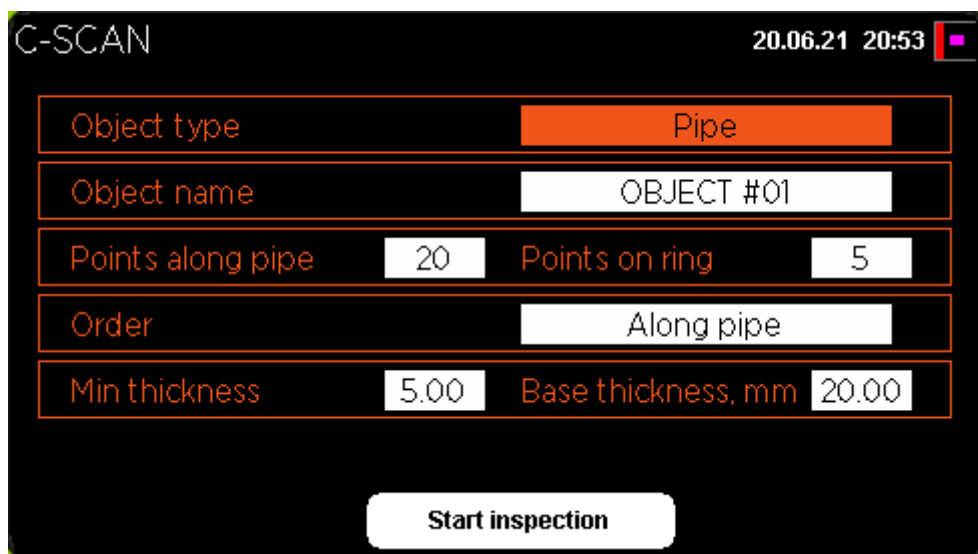 C-SCAN 20.06.21 20:53
Object type Pipe
Object name OBJECT #01
Points along pipe 20 Points on ring 5
Order Along pipe
Min thickness 5.00 Base thickness, mm 20.00
Start inspection